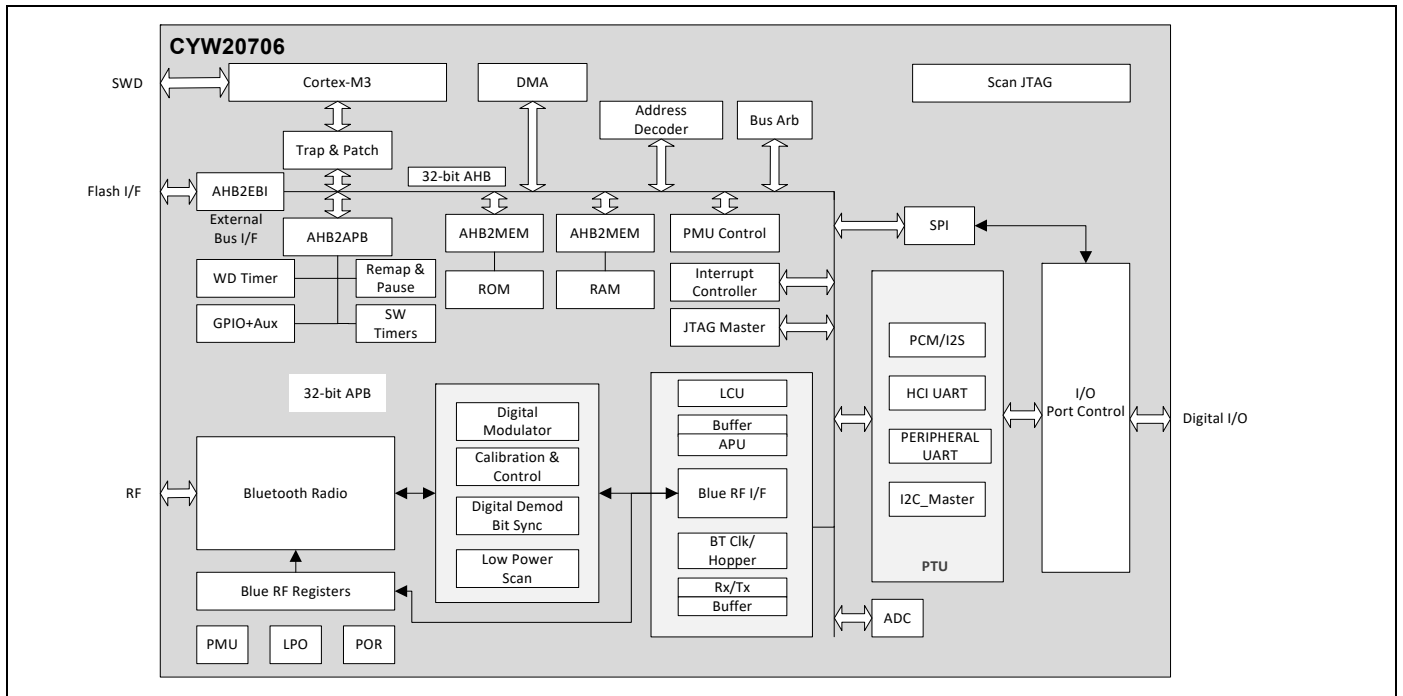 CYW20706
SWD
Cortex-M3
DMA
Scan JTAG
Address
Decoder
Bus Arb
Trap & Patch
32-bit AHB
Flash I/F
AHB2EBI
External
Bus I/F
AHB2APB
AHB2MEM
AHB2MEM
PMU Control
SPI
WD Timer
Remap &
Pause
ROM
RAM
Interrupt
Controller
GPIO+Aux
SW
Timers
JTAG Master
PCM/I2S
HCI UART
PERIPHERAL
UART
I2C_Master
PTU
I/O
Port Control
Digital I/O
32-bit APB
Digital
Modulator
Calibration &
Control
Digital Demod
Bit Sync
Low Power
Scan
LCU
Buffer
APU
Blue RF I/F
BT Clk/
Hopper
Rx/Tx
Buffer
RF
Bluetooth Radio
Blue RF Registers
ADC
PMU
LPO
POR